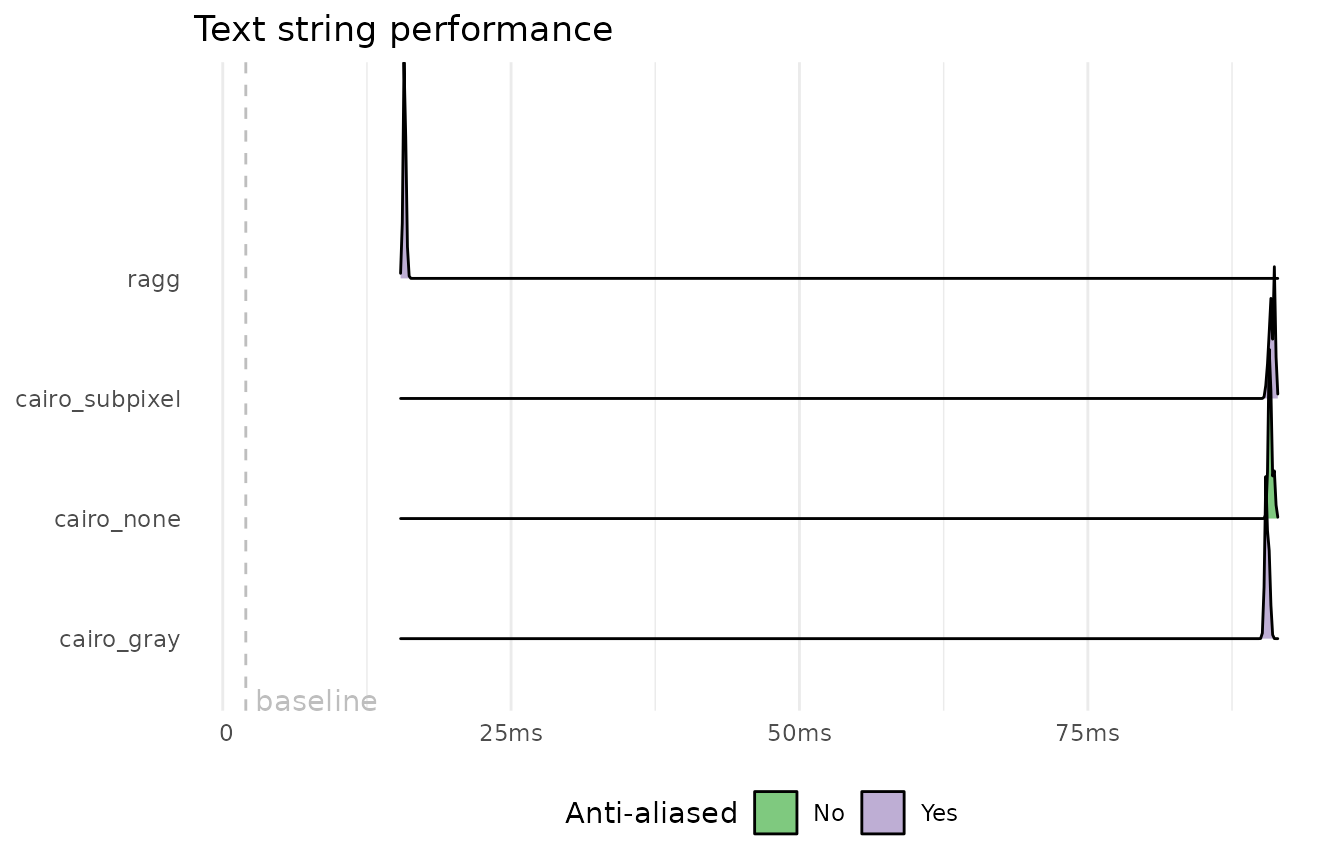 Text string performance
ragg
cairo_subpixel
cairo_none
cairo_gray
baseline
0 25ms 50ms 75ms
Anti-aliased No Yes